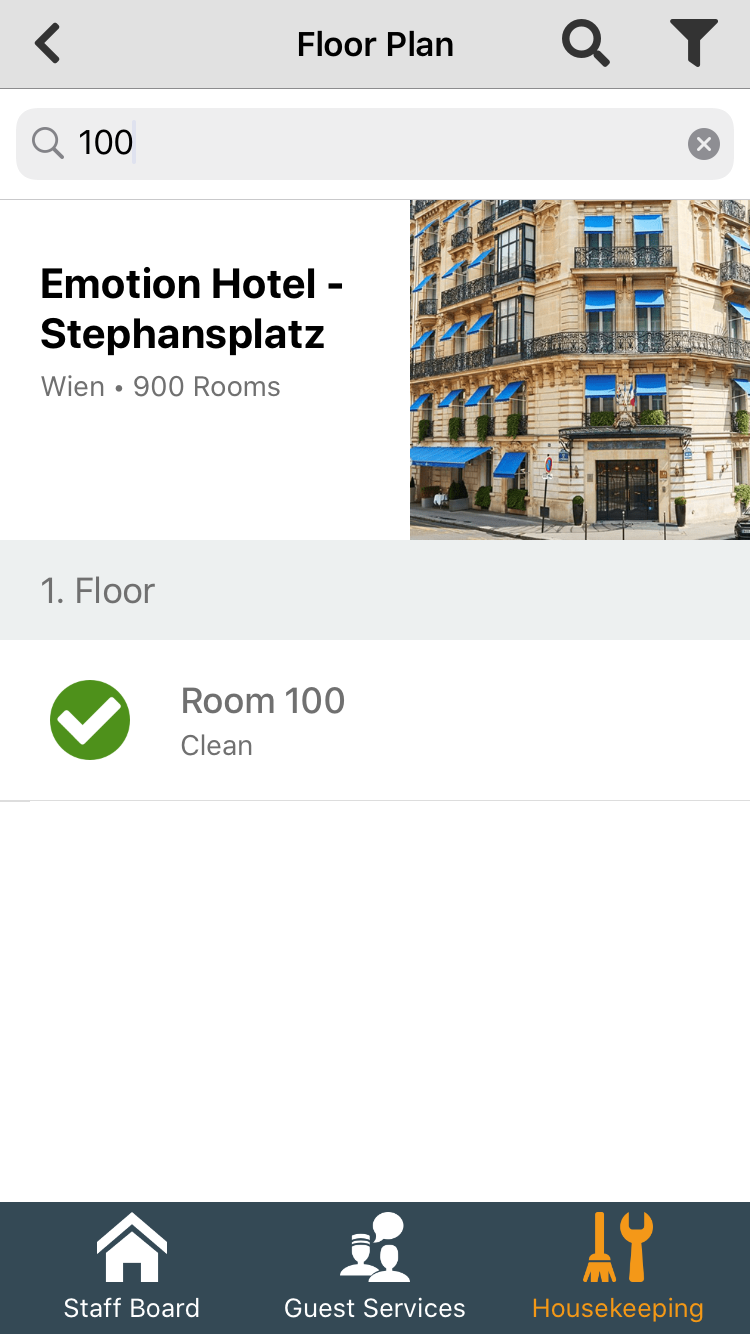 Floor Plan
100
Emotion Hotel -
Stephansplatz
Wien • 900 Rooms
1. Floor
Room 100
Clean
Staff Board
Guest Services
Housekeeping